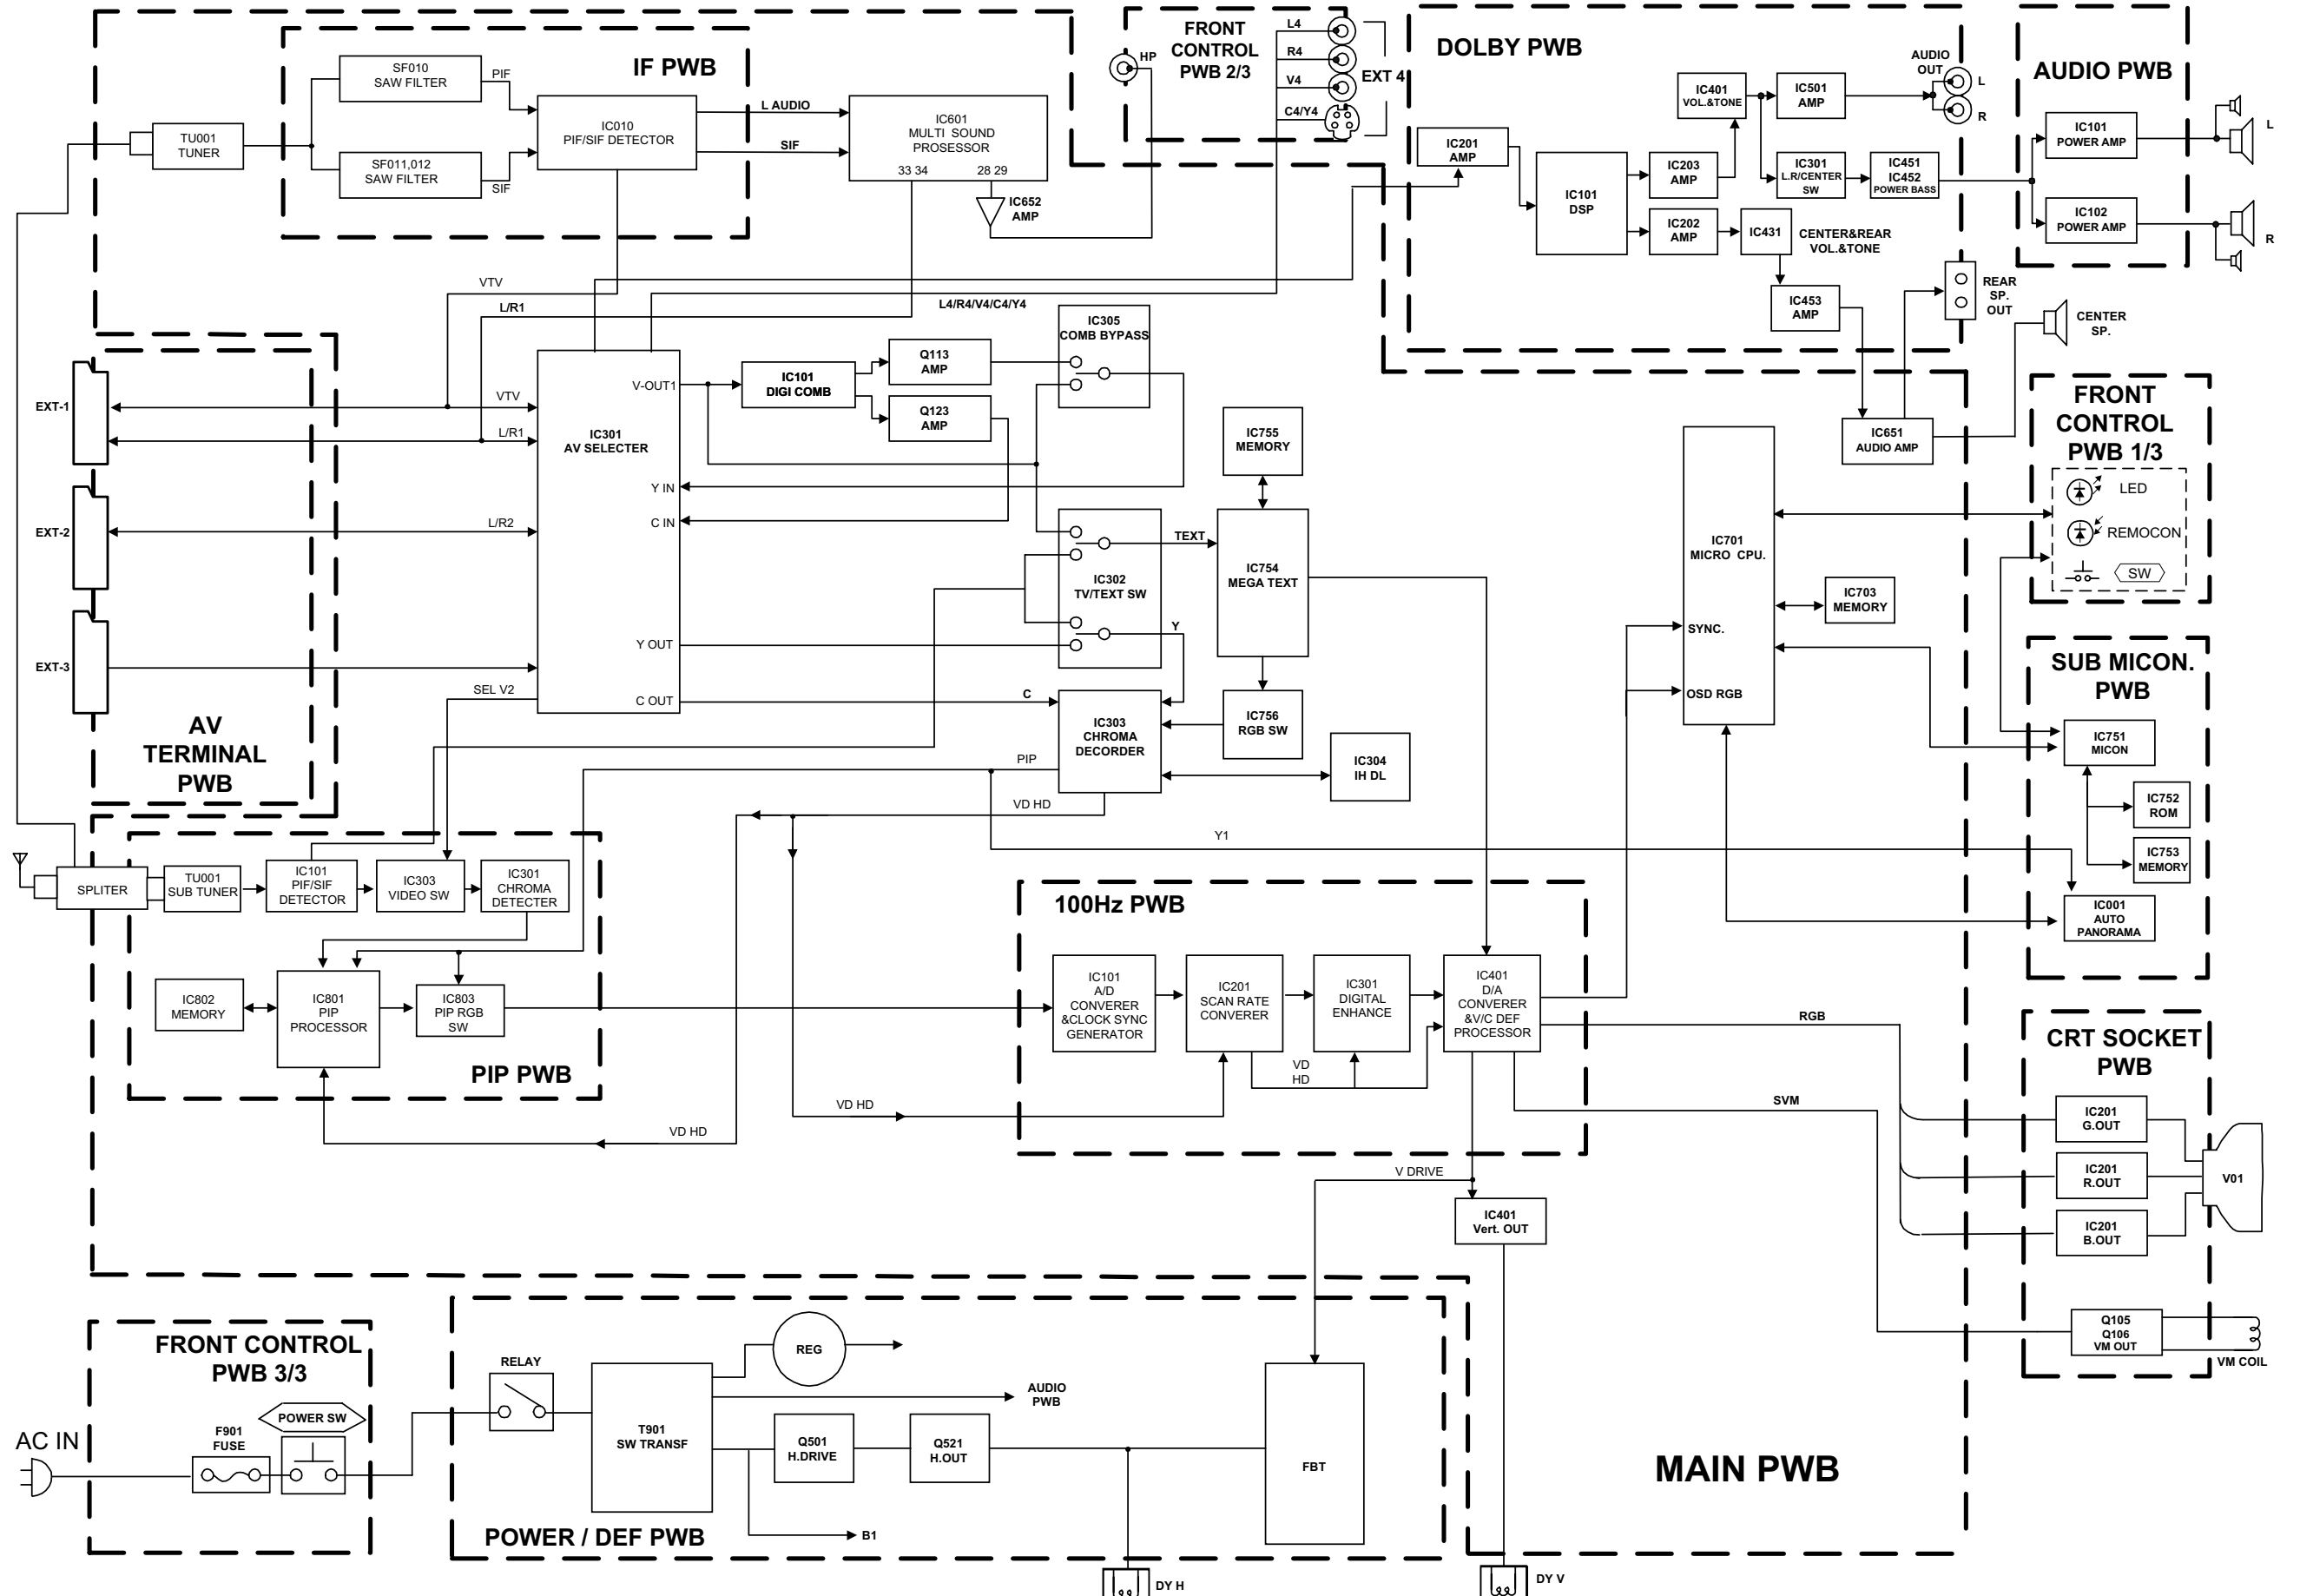 IF PWB
SF010
SAW FILTER
PIF
TU001
TUNER
SF011,012
SAW FILTER
SIF
IC010
PIF/SIF DETECTOR
L AUDIO
SIF
IC601
MULTI SOUND
PROSESSOR
33 34
28 29
IC652
AMP
HP
FRONT
CONTROL
PWB 2/3
L4
R4
V4
C4/Y4
EXT 4
DOLBY PWB
IC201
AMP
IC101
DSP
IC401
VOL.&TONE
IC501
AMP
AUDIO
OUT
L
R
IC203
AMP
IC301
L.R/CENTER
SW
IC451
IC452
POWER BASS
IC202
AMP
IC431
CENTER&REAR
VOL.&TONE
IC453
AMP
AUDIO PWB
IC101
POWER AMP
L
IC102
POWER AMP
R
REAR
SP.
OUT
CENTER
SP.
IC651
AUDIO AMP
VTV
L/R1
L4/R4/V4/C4/Y4
EXT-1
EXT-2
EXT-3
VTV
L/R1
L/R2
SEL V2
AV
TERMINAL
PWB
IC301
AV SELECTER
V-OUT1
Y IN
C IN
Y OUT
C OUT
IC101
DIGI COMB
Q113
AMP
Q123
AMP
IC305
COMB BYPASS
IC755
MEMORY
IC302
TV/TEXT SW
TEXT
Y
IC754
MEGA TEXT
C
IC303
CHROMA
DECORDER
IC756
RGB SW
IC304
IH DL
PIP
VD HD
Y1
IC701
MICRO CPU.
SYNC.
OSD RGB
IC703
MEMORY
FRONT
CONTROL
PWB 1/3
LED
REMOCON
SW
SUB MICON.
PWB
IC751
MICON
IC752
ROM
IC753
MEMORY
IC001
AUTO
PANORAMA
SPLITER
TU001
SUB TUNER
IC101
PIF/SIF
DETECTOR
IC303
VIDEO SW
IC301
CHROMA
DETECTER
IC802
MEMORY
IC801
PIP
PROCESSOR
IC803
PIP RGB
SW
PIP PWB
VD HD
VD HD
100Hz PWB
IC101
A/D
CONVERER
&CLOCK SYNC
GENERATOR
IC201
SCAN RATE
CONVERER
IC301
DIGITAL
ENHANCE
IC401
D/A
CONVERER
&V/C DEF
PROCESSOR
VD
HD
RGB
SVM
V DRIVE
IC401
Vert. OUT
CRT SOCKET
PWB
IC201
G.OUT
IC201
R.OUT
IC201
B.OUT
V01
Q105
Q106
VM OUT
VM COIL
FRONT CONTROL
PWB 3/3
POWER SW
F901
FUSE
AC IN
RELAY
T901
SW TRANSF
REG
AUDIO
PWB
Q501
H.DRIVE
Q521
H.OUT
FBT
B1
POWER / DEF PWB
MAIN PWB
DY H
DY V